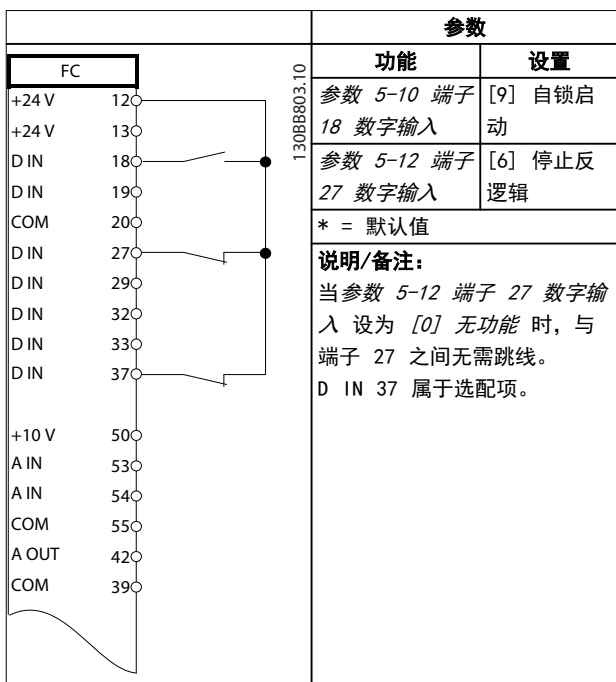 参数
功能 设置
参数 5-10 端子 [9] 自锁启
18 数字输入 动
参数 5-12 端子 [6] 停止反
27 数字输入 逻辑
* = 默认值
说明/备注:
当参数 5-12 端子 27 数字输
入 设为 [0] 无功能 时, 与
端子 27 之间无需跳线。
D IN 37 属于选配项。
FC
+24 V 12
+24 V 13
D IN 18
D IN 19
COM 20
D IN 27
D IN 29
D IN 32
D IN 33
D IN 37
+10 V 50
A IN 53
A IN 54
COM 55
A OUT 42
COM 39
130BB803.10